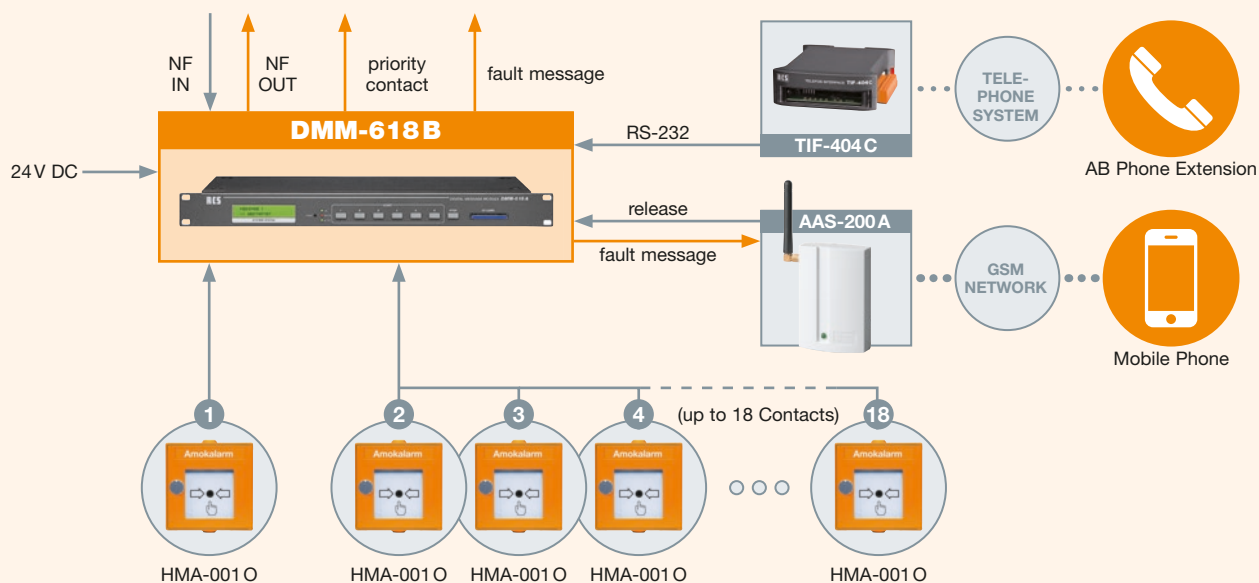 NF
IN
NF
OUT
priority
contact
fault message
DMM-618 B
24 V DC
RS-232
TIF-404 C
TELE-
PHONE
SYSTEM
AB Phone Extension
release
fault message
AAS-200 A
GSM
NETWORK
Mobile Phone
1
2
3
4
(up to 18 Contacts)
18
Amokalarm
Amokalarm
Amokalarm
Amokalarm
Amokalarm
HMA-001 O
HMA-001 O
HMA-001 O
HMA-001 O
HMA-001 O